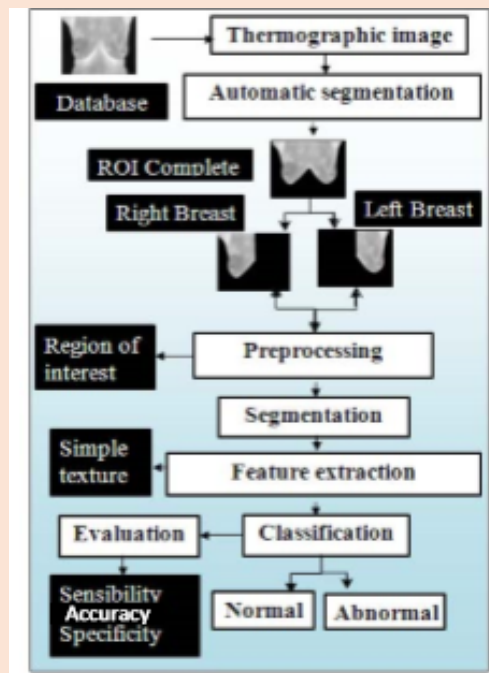 Thermographic image
Database
Automatic segmentation
ROI Complete
Right Breast
Left Breast
Region of
interest
Preprocessing
Segmentation
Simple
texture
Feature extraction
Evaluation
Classification
Sensibility
Accuracy
Specificity
Normal
Abnormal